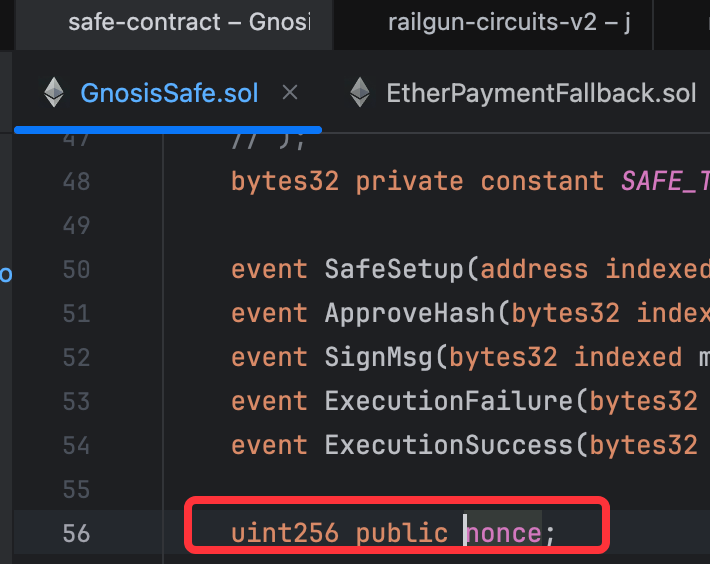 safe-contract – Gnosi
railgun-circuits-v2 – j
GnosisSafe.sol
EtherPaymentFallback.sol
47 // );
48 bytes32 private constant SAFE_T
49
50 event SafeSetup(address indexed
51 event ApproveHash(bytes32 index
52 event SignMsg(bytes32 indexed m
53 event ExecutionFailure(bytes32
54 event ExecutionSuccess(bytes32
55
56 uint256 public nonce;